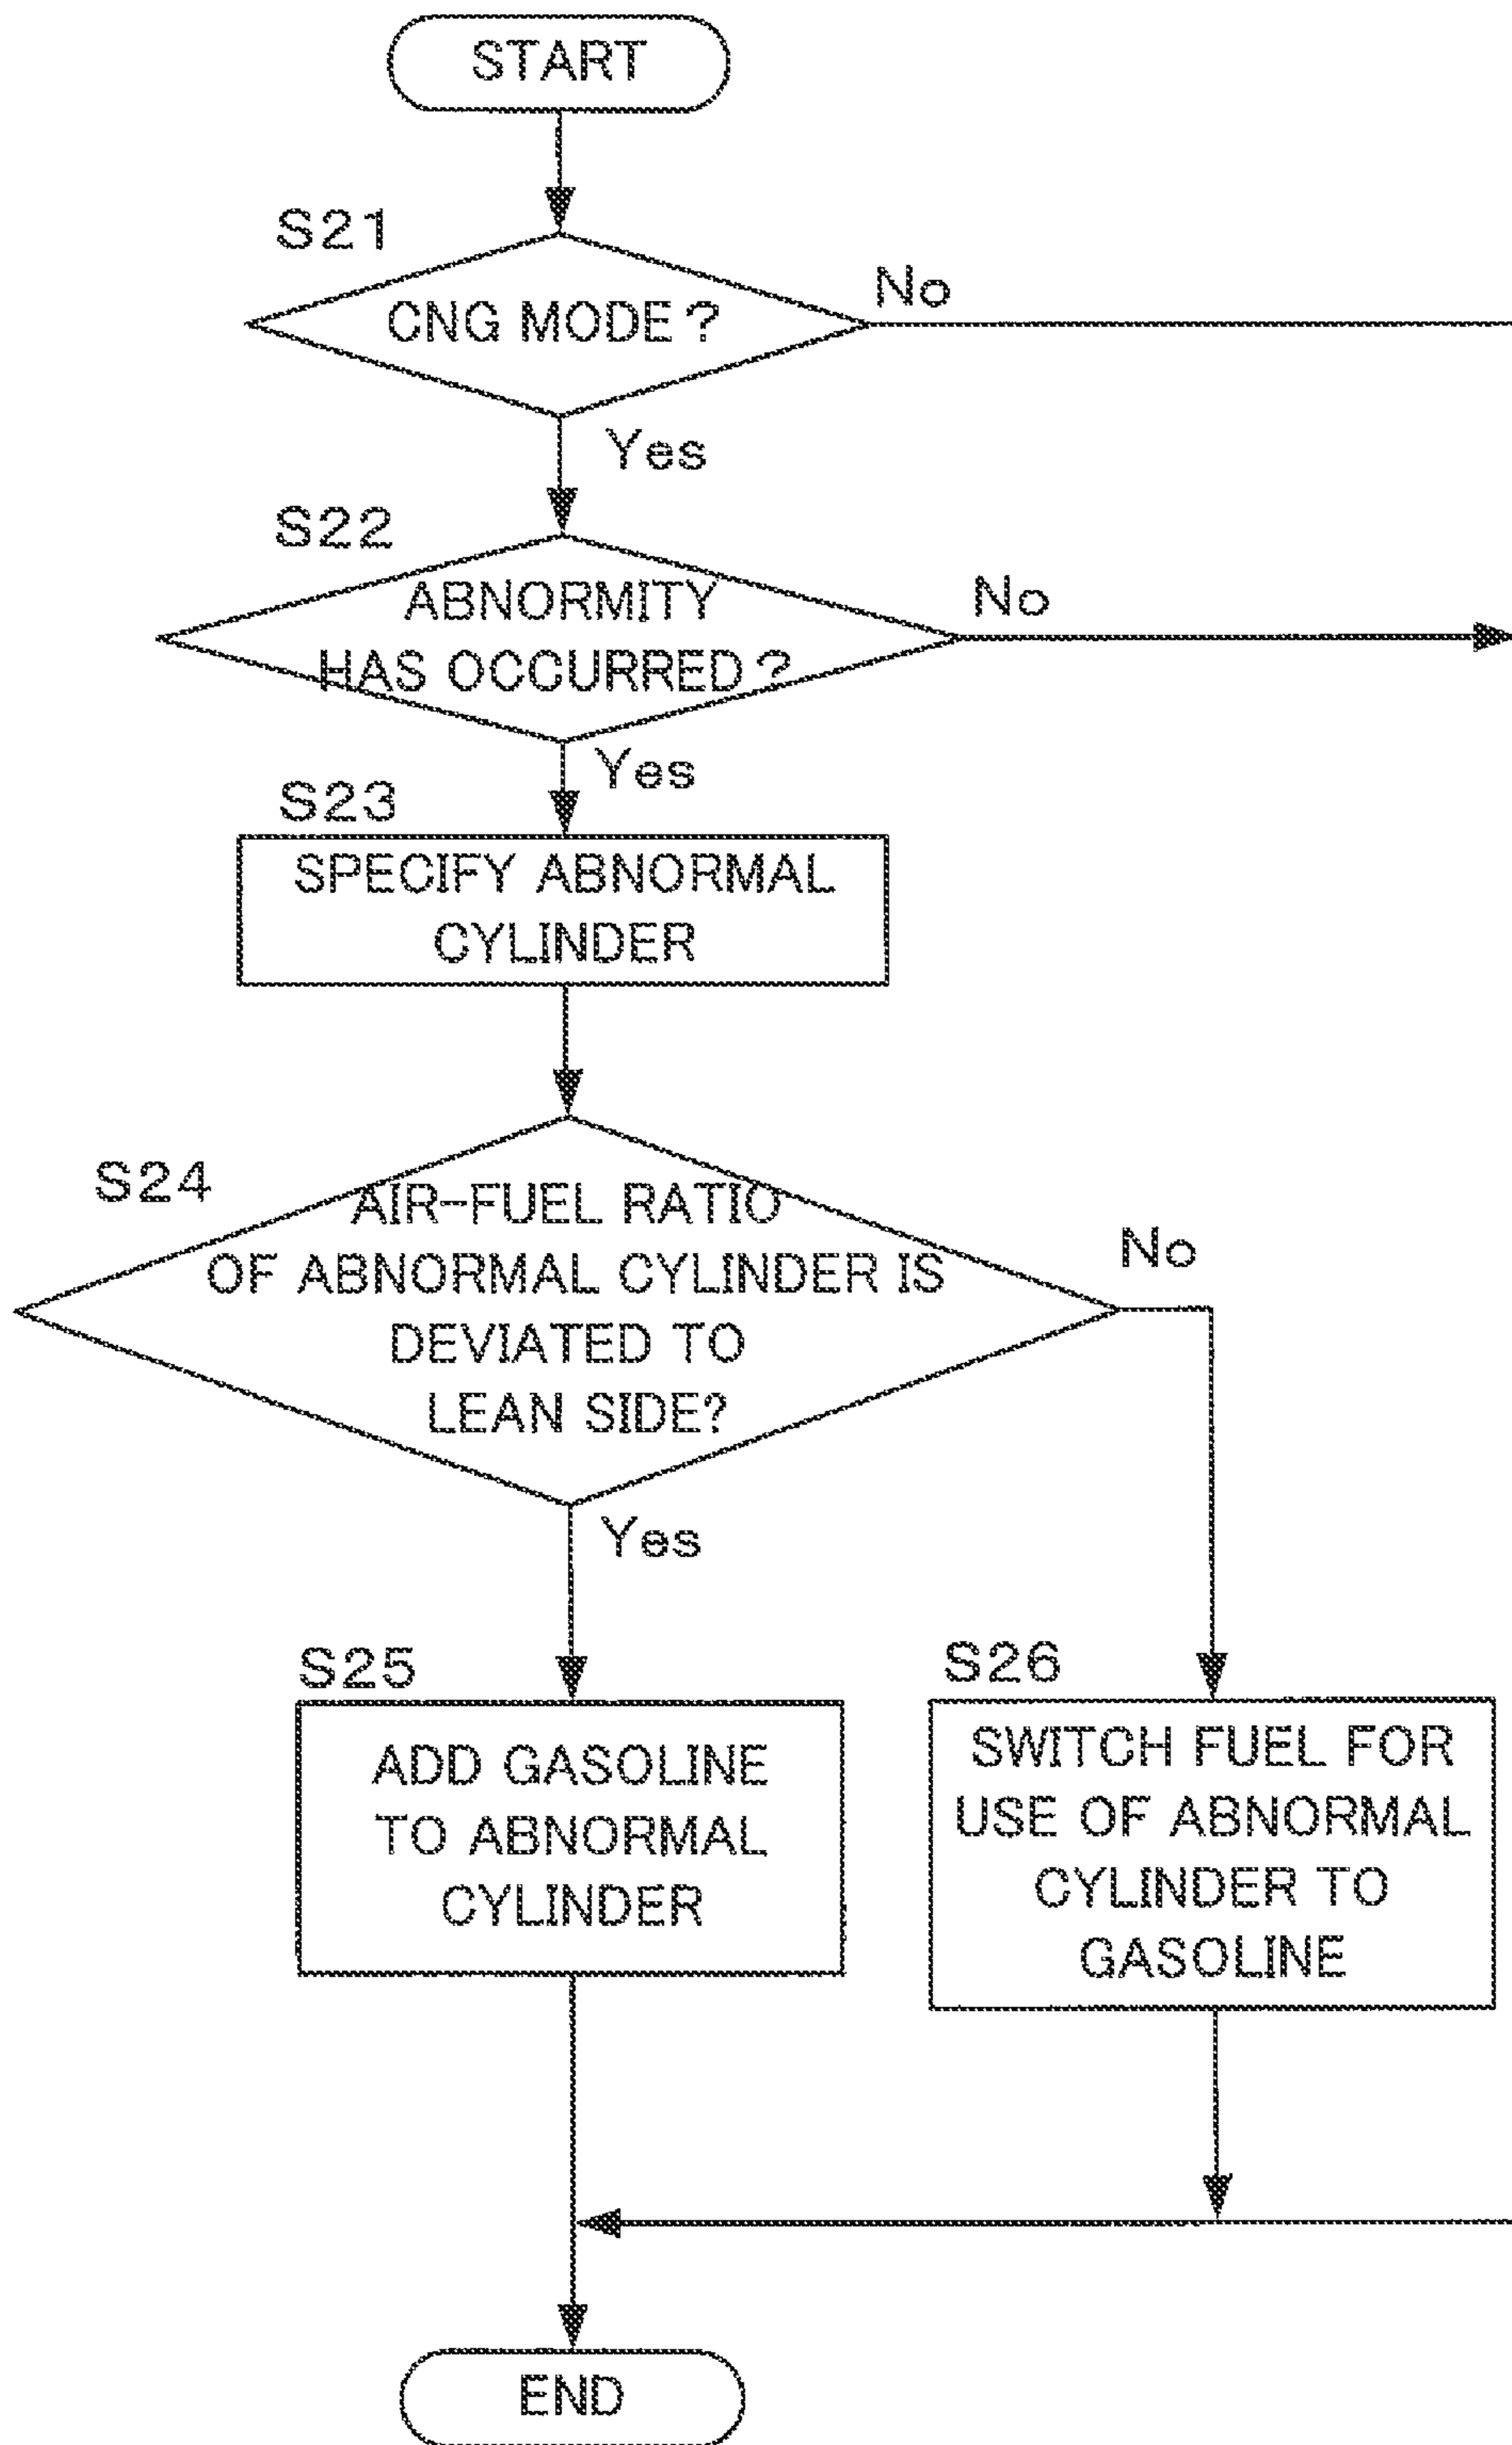 START
S21
CNG MODE?
No
Yes
S22
ABNORMITY
HAS OCCURRED?
No
Yes
S23
SPECIFY ABNORMAL
CYLINDER
S24
AIR-FUEL RATIO
OF ABNORMAL CYLINDER IS
DEVIATED TO
LEAN SIDE?
No
Yes
S25
ADD GASOLINE
TO ABNORMAL
CYLINDER
S26
SWITCH FUEL FOR
USE OF ABNORMAL
CYLINDER TO
GASOLINE
END